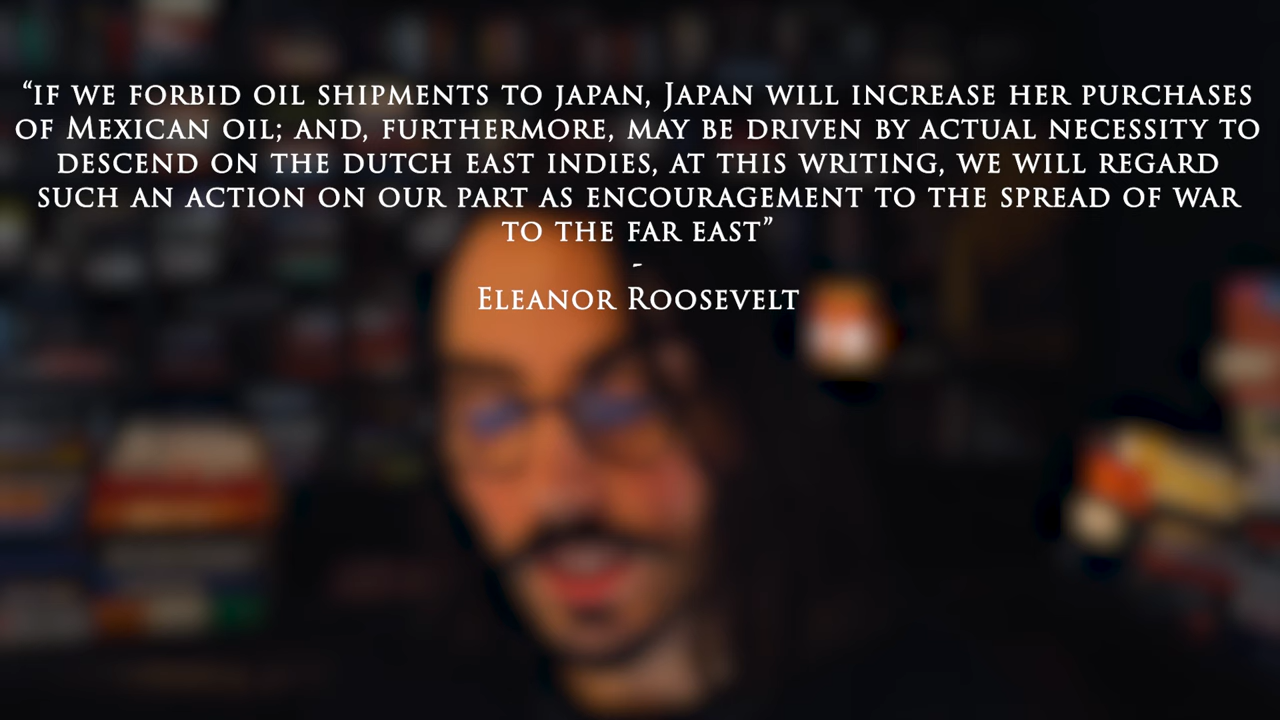 “IF WE FORBID OIL SHIPMENTS TO JAPAN, JAPAN WILL INCREASE HER PURCHASES
OF MEXICAN OIL; AND, FURTHERMORE, MAY BE DRIVEN BY ACTUAL NECESSITY TO
DESCEND ON THE DUTCH EAST INDIES, AT THIS WRITING, WE WILL REGARD
SUCH AN ACTION ON OUR PART AS ENCOURAGEMENT TO THE SPREAD OF WAR
TO THE FAR EAST”
-
ELEANOR ROOSEVELT